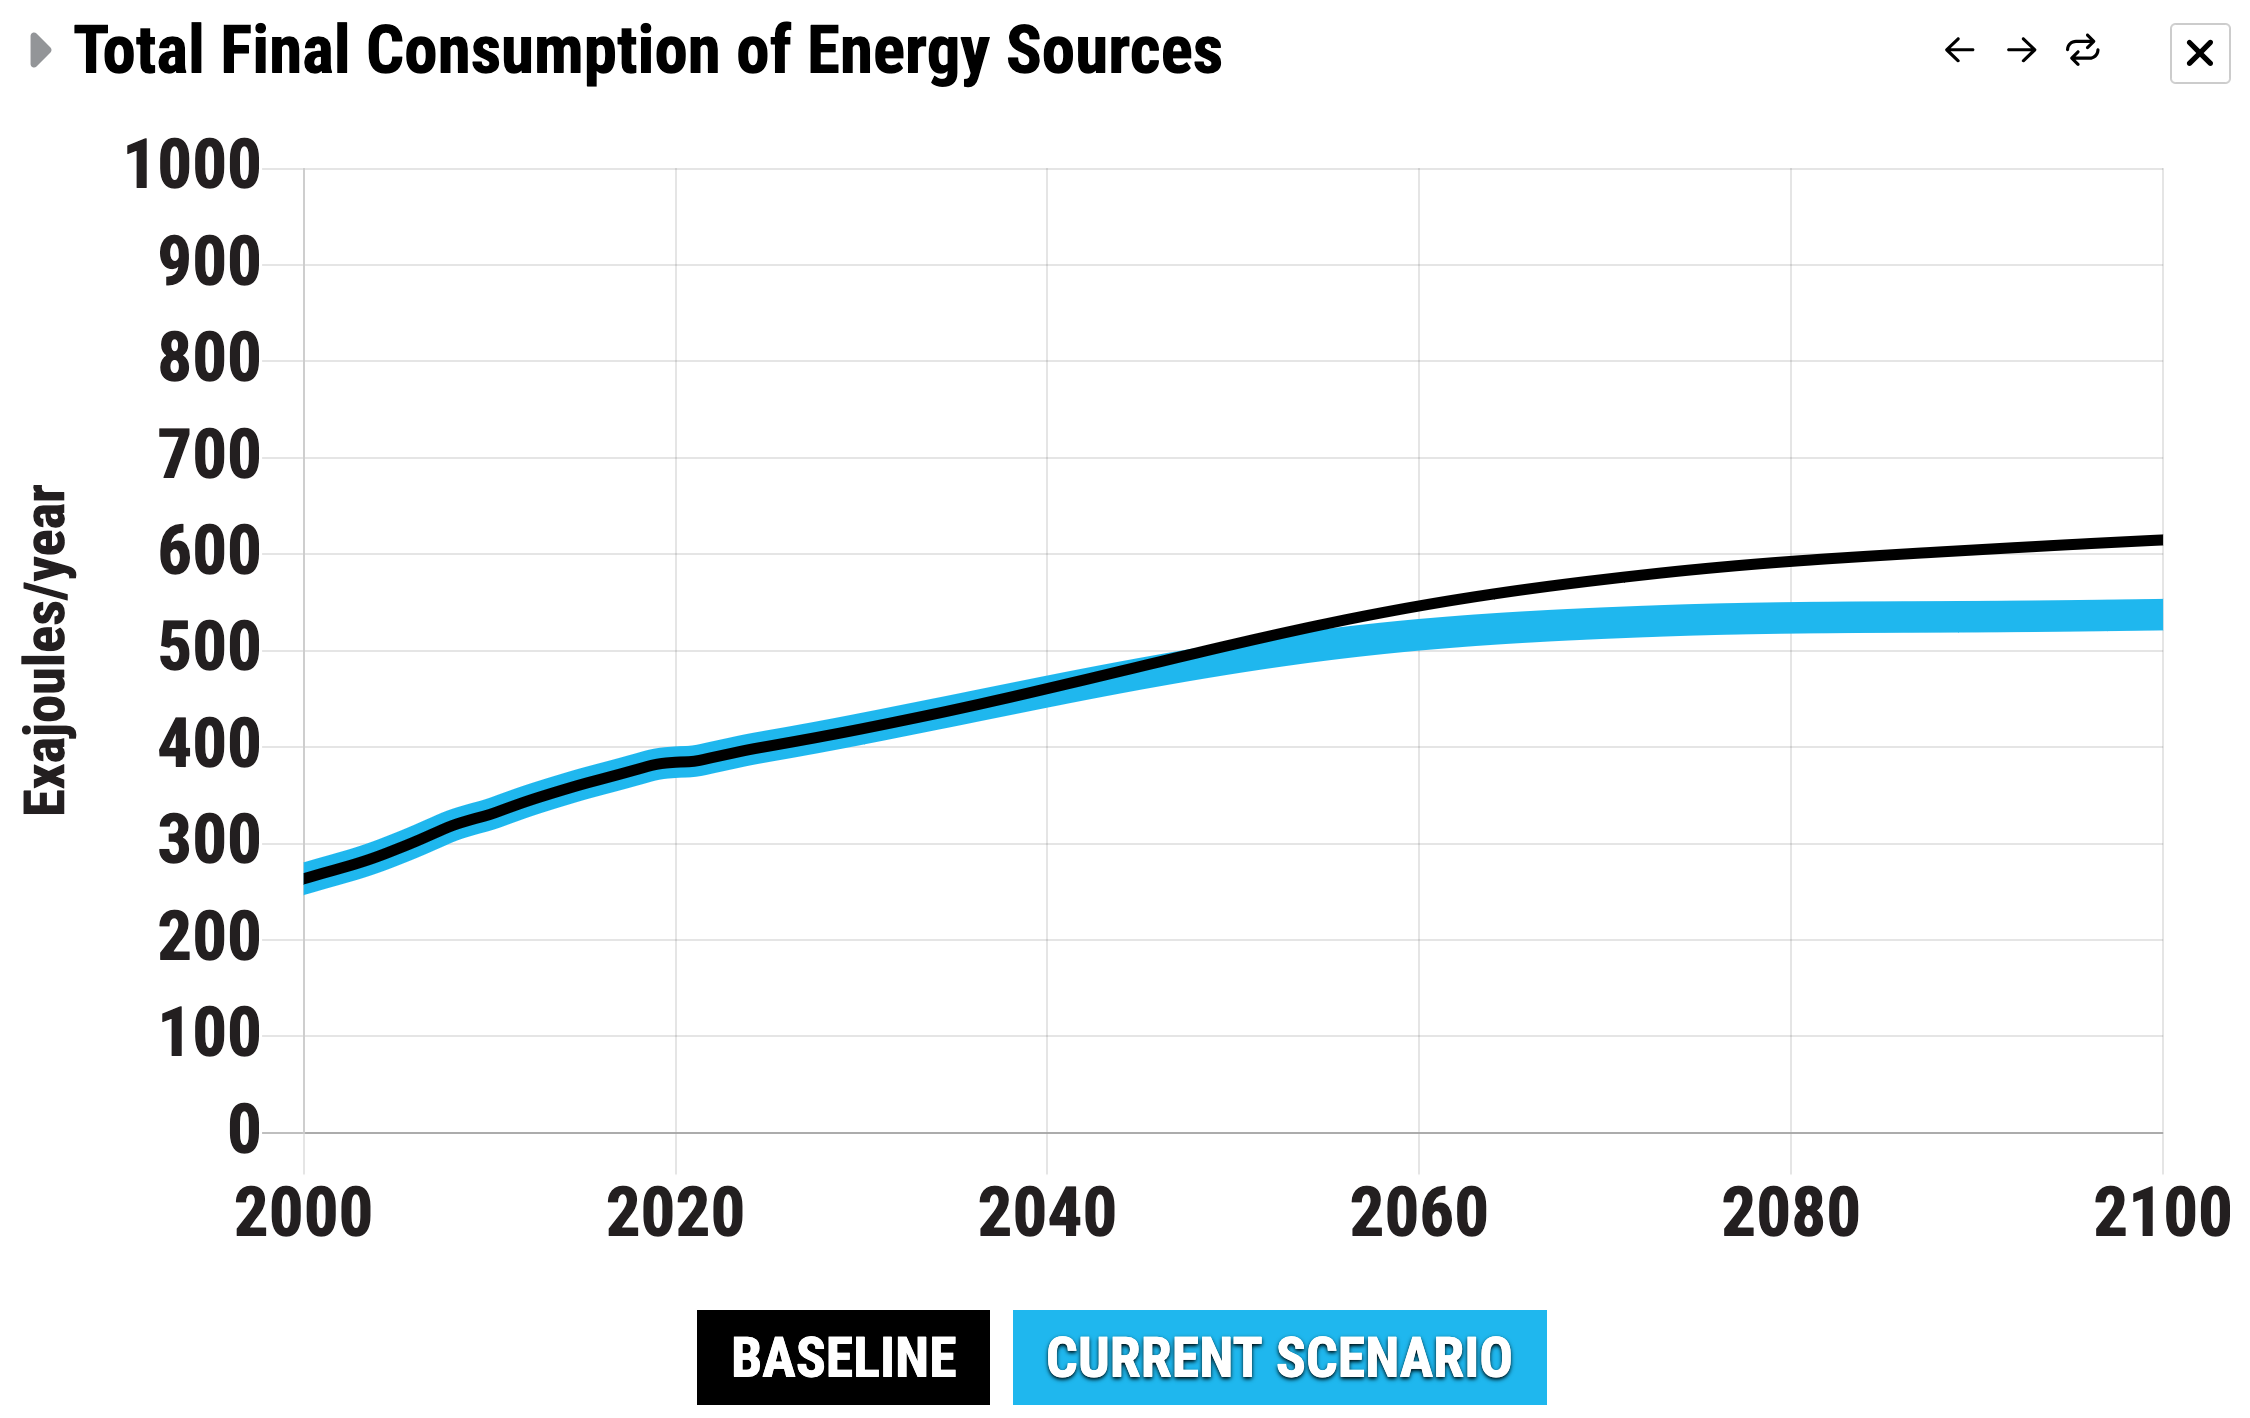 Total Final Consumption of Energy Sources
Exajoules/year
1000
900
800
700
600
500
400
300
200
100
0
2000 2020 2040 2060 2080 2100
BASELINE CURRENT SCENARIO